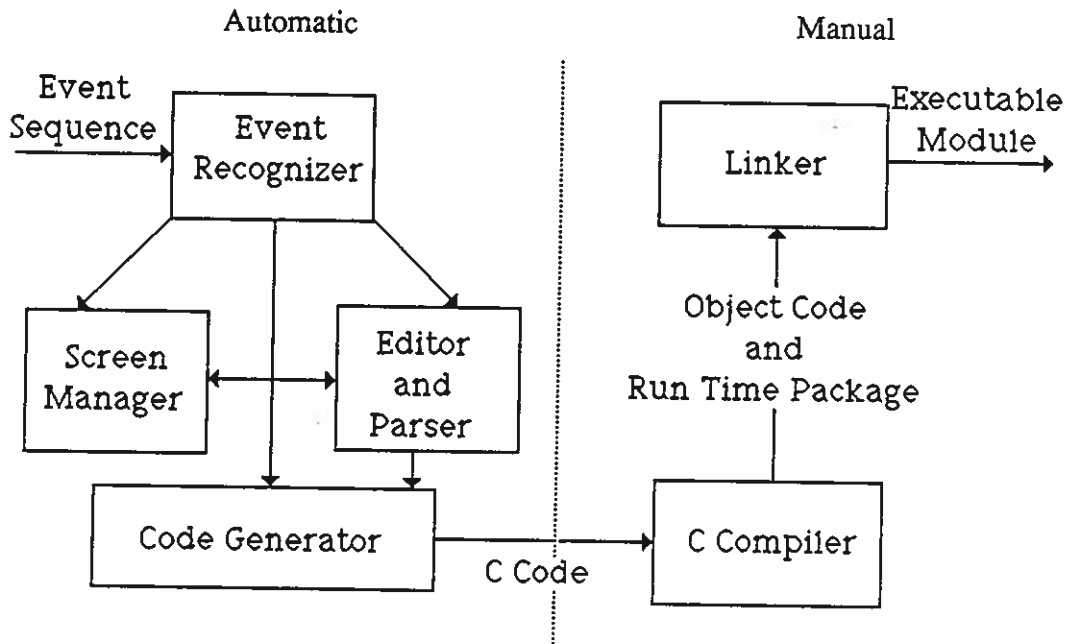 Automatic
Manual
Event
Sequence
Event
Recognizer
Linker
Executable
Module
Screen
Manager
Editor
and
Parser
Object Code
and
Run Time Package
Code Generator
C Code
C Compiler